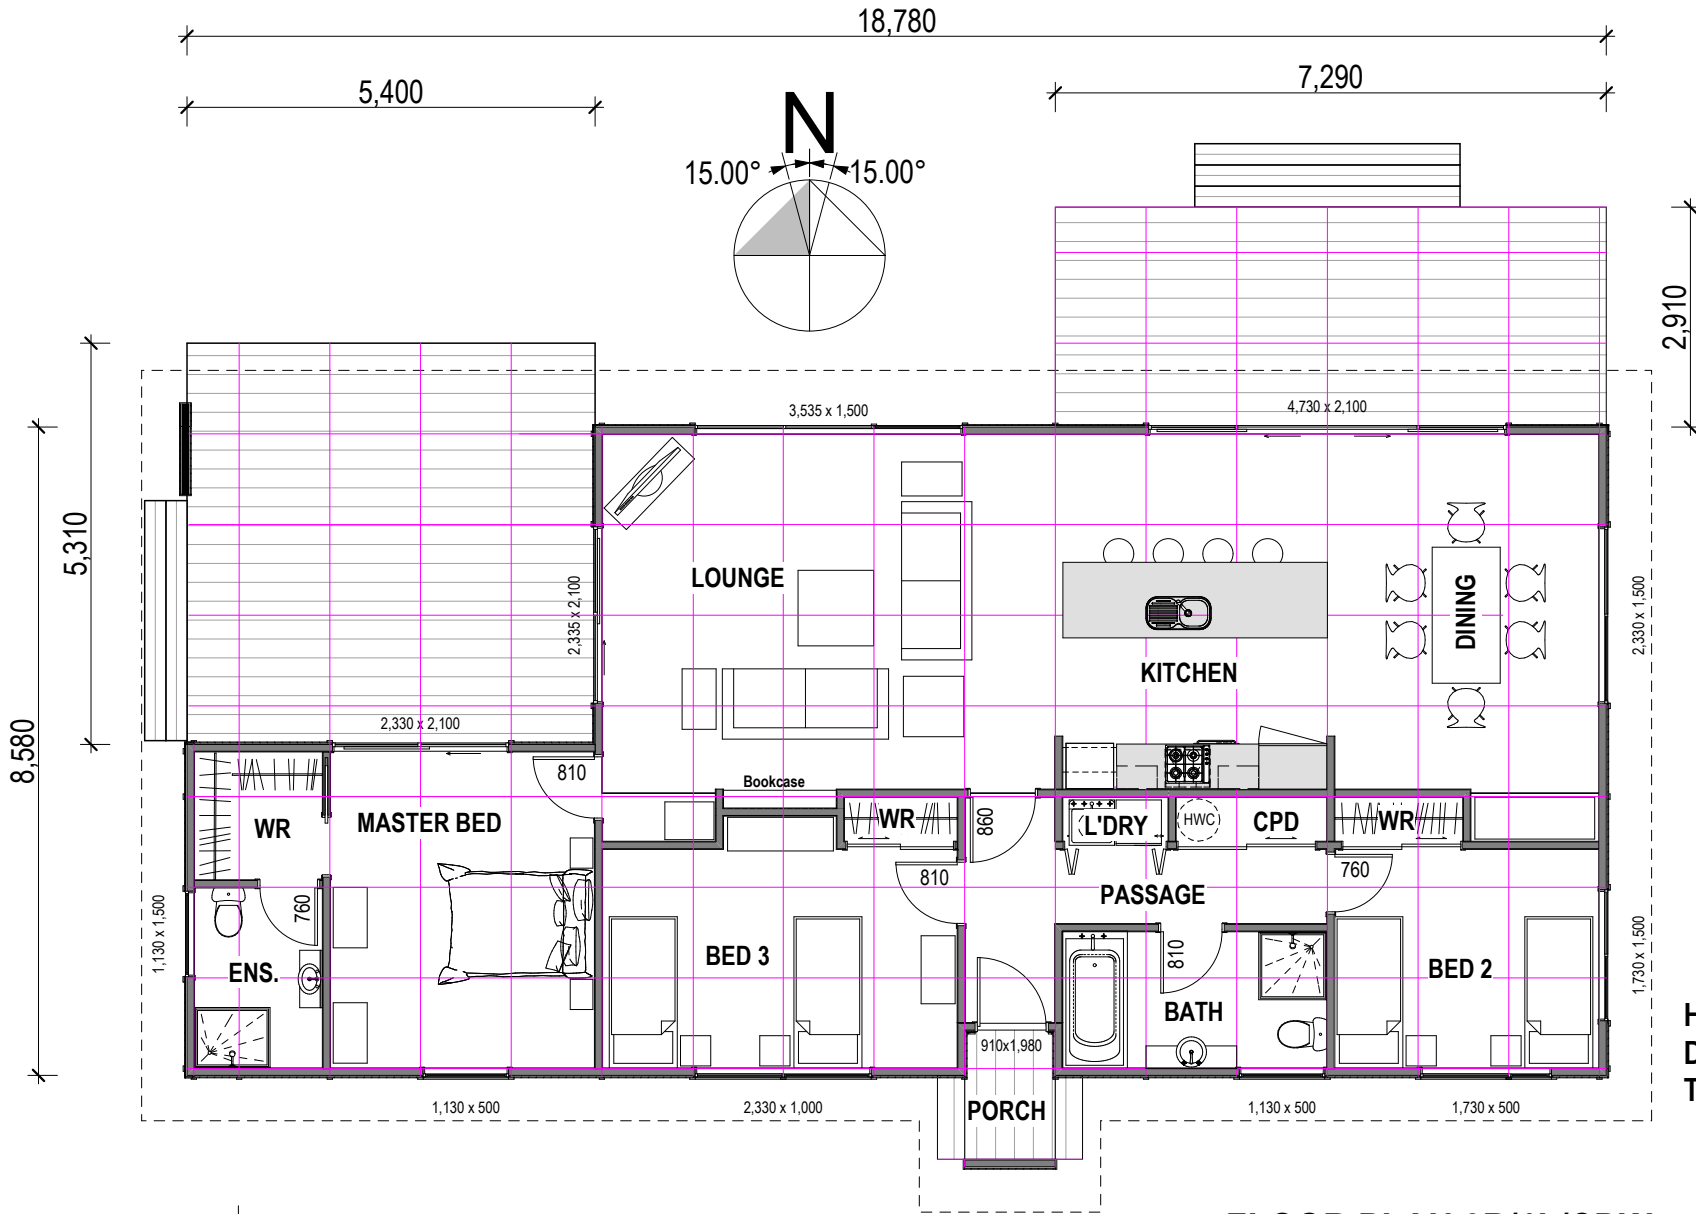 18,780
5,400
7,290
N
15.00° 15.00°
2,910
3,535 x 1,500
4,730 x 2,100
5,310
8,580
LOUNGE
2,335 x 2,100
DINING
2,330 x 1,500
KITCHEN
2,330 x 2,100
810
Bookcase
WR
MASTER BED
WR
860
L'DRY
HWC
CPD
WR
810
760
PASSAGE
760
1,130 x 1,500
ENS.
BED 3
810
BED 2
1,730 x 1,500
BATH
910x1,980
PORCH
1,130 x 500
2,330 x 1,000
1,130 x 500
1,730 x 500
H
D
T